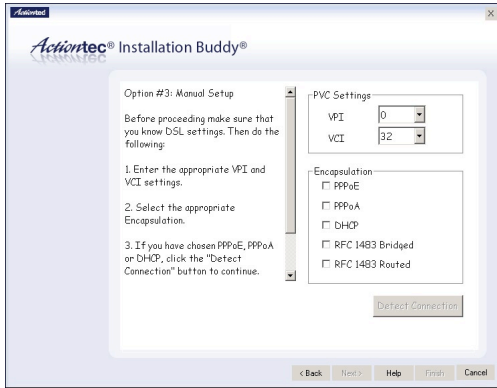 Actiontec
Actiontec® Installation Buddy®
Option #3: Manual Setup
Before proceeding make sure that
you know DSL settings. Then do the
following:
1. Enter the appropriate VPI and
VCI settings.
2. Select the appropriate
Encapsulation.
3. If you have chosen PPPoE, PPPoA
or DHCP, click the "Detect
Connection" button to continue.
PVC Settings
VPI 0
VCI 32
Encapsulation
PPPoE
PPPoA
DHCP
RFC 1483 Bridged
RFC 1483 Routed
Detect Connection
< Back Next > Help Finish Cancel